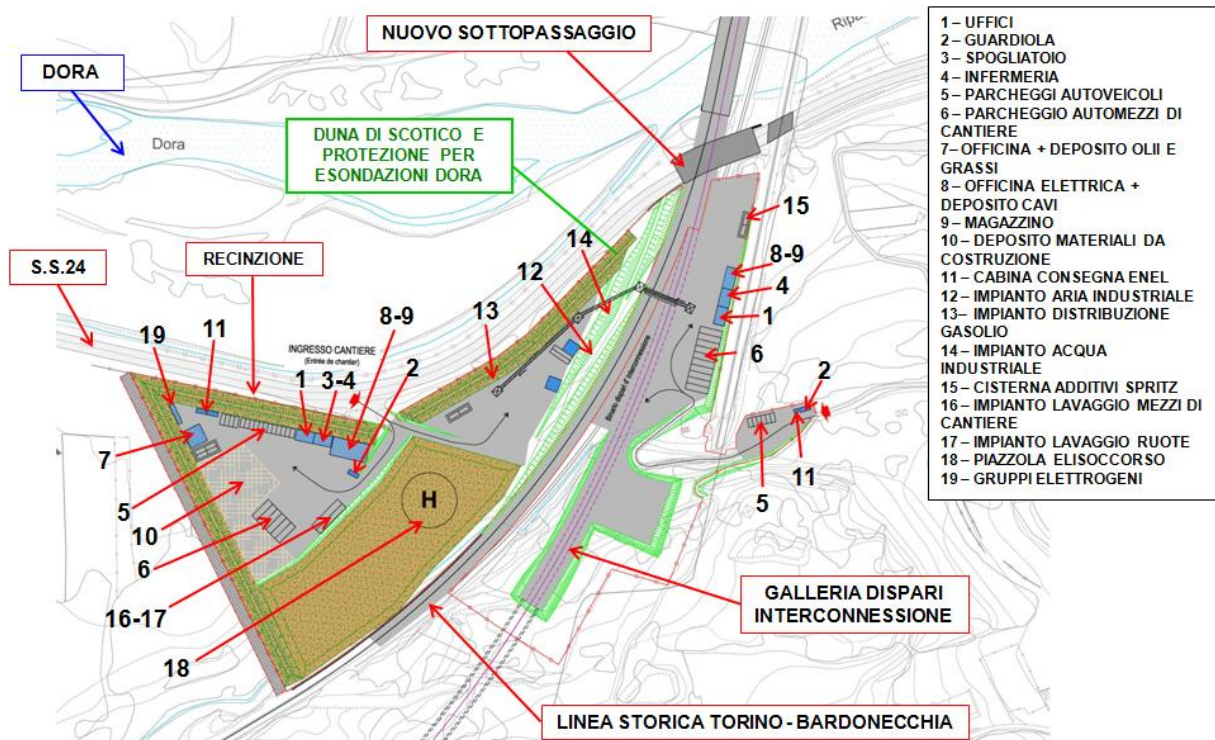 NUOVO SOTTOPASSAGGIO
Ripa
DORA
Dora
DUNA DI SCOTICO E
PROTEZIONE PER
ESONDAZIONI DORA
15
14
8-9
S.S.24
RECINZIONE
12
4
13
1
19
11
8-9
INGRESSO CANTIERE
(Entrée de chantier)
1
3-4
2
6
2
Binario dispari d' interconnessione
7
5
H
11
10
5
6
16-17
GALLERIA DISPARI
INTERCONNESSIONE
18
LINEA STORICA TORINO - BARDONECCHIA
1 – UFFICI
2 – GUARDIOLA
3 – SPOGLIATOIO
4 – INFERMERIA
5 – PARCHEGGI AUTOVEICOLI
6 – PARCHEGGIO AUTOMEZZI DI
CANTIERE
7 – OFFICINA + DEPOSITO OLII E
GRASSI
8 – OFFICINA ELETTRICA +
DEPOSITO CAVI
9 – MAGAZZINO
10 – DEPOSITO MATERIALI DA
COSTRUZIONE
11 – CABINA CONSEGNA ENEL
12 – IMPIANTO ARIA INDUSTRIALE
13 – IMPIANTO DISTRIBUZIONE
GASOLIO
14 – IMPIANTO ACQUA
INDUSTRIALE
15 – CISTERNA ADDITIVI SPRITZ
16 – IMPIANTO LAVAGGIO MEZZI DI
CANTIERE
17 – IMPIANTO LAVAGGIO RUOTE
18 – PIAZZOLA ELISOCCORSO
19 – GRUPPI ELETTROGENI